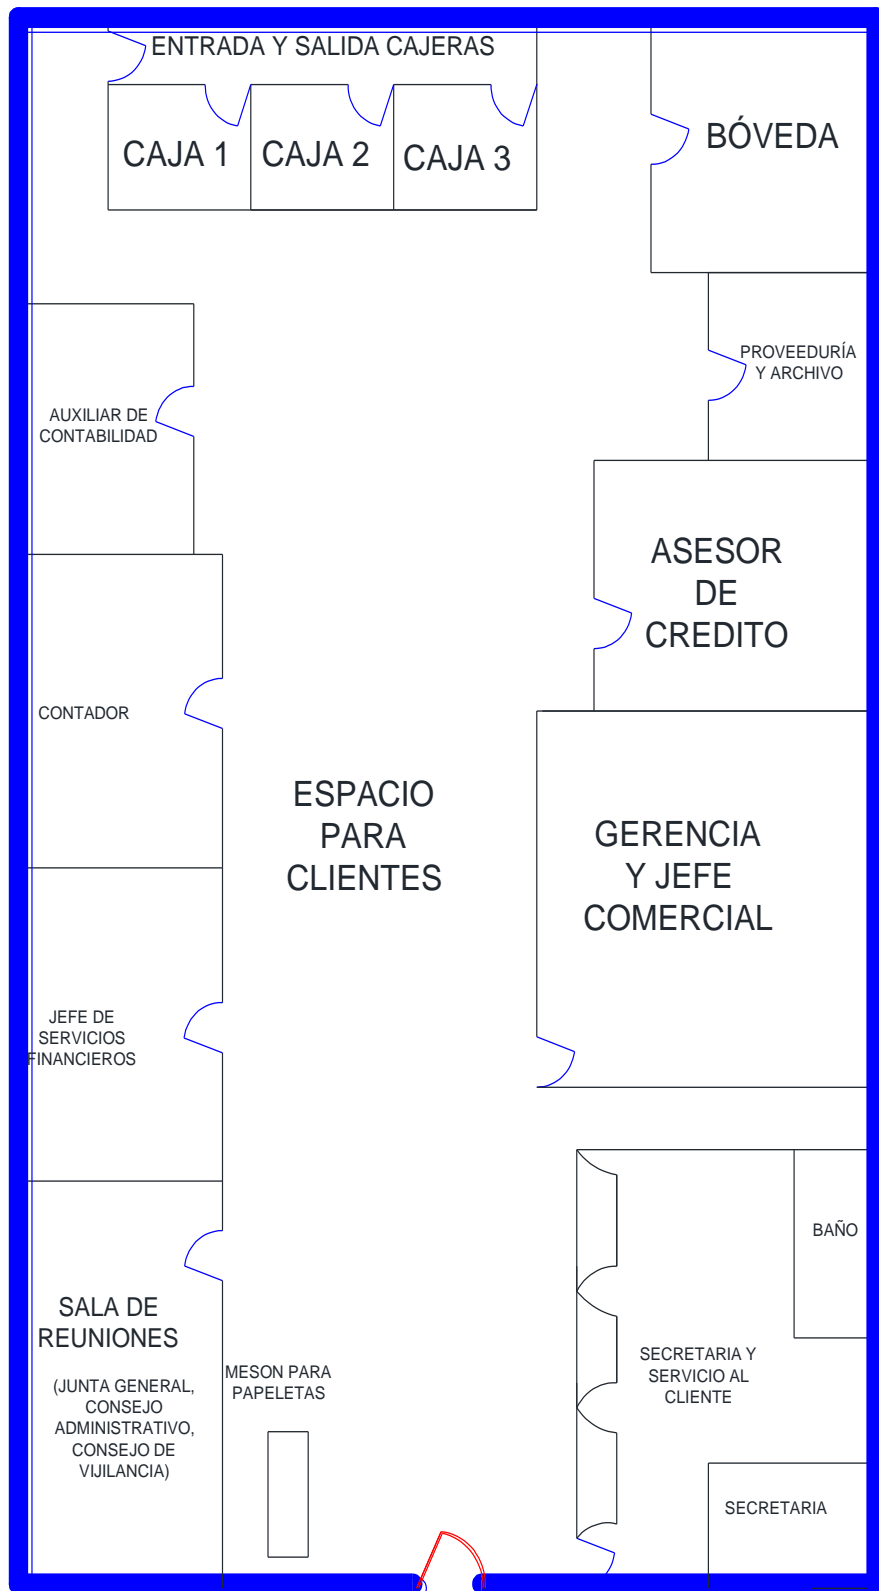 ENTRADA Y SALIDA CAJERAS
CAJA 1
CAJA 2
CAJA 3
BÓVEDA
PROVEEDURÍA
Y ARCHIVO
AUXILIAR DE
CONTABILIDAD
ASESOR
DE
CREDITO
CONTADOR
ESPACIO
PARA
CLIENTES
GERENCIA
Y JEFE
COMERCIAL
JEFE DE
SERVICIOS
FINANCIEROS
BAÑO
SALA DE
REUNIONES
(JUNTA GENERAL,
CONSEJO
ADMINISTRATIVO,
CONSEJO DE
VIJILANCIA)
MESON PARA
PAPELETAS
SECRETARIA Y
SERVICIO AL
CLIENTE
SECRETARIA